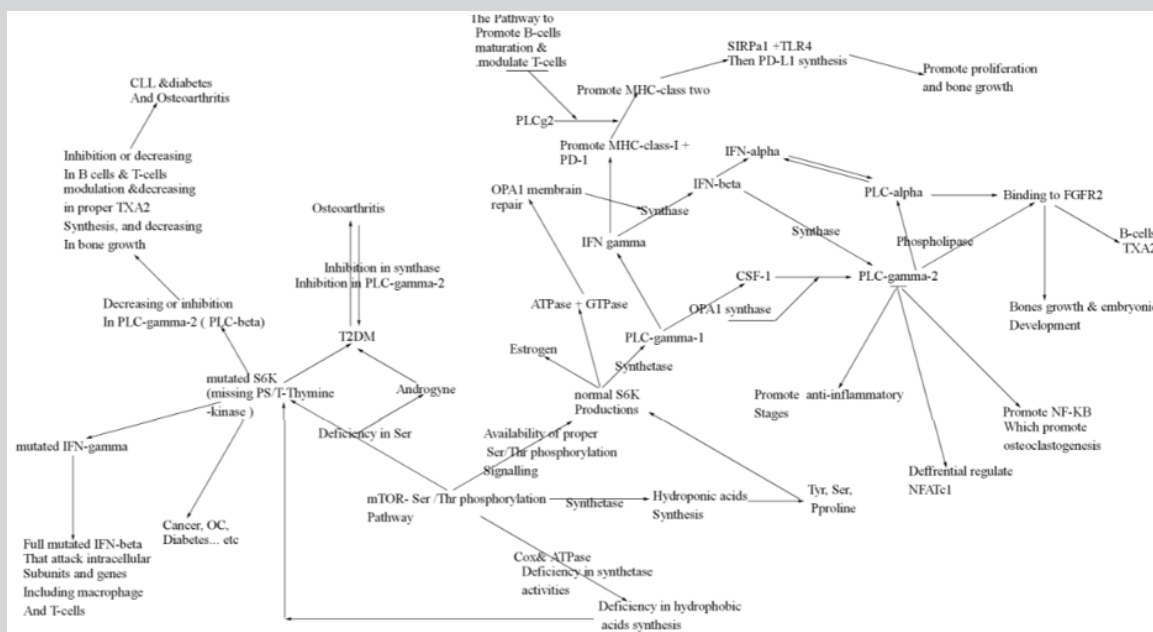 The Pathway to
Promote B-cells
maturation &
.modulate T-cells
SIRPa1 +TLR4
Then PD-L1 synthesis
Promote proliferation
and bone growth
CLL &diabetes
And Osteoarthritis
Promote MHC-class two
PLCg2
Promote MHC-class-I +
PD-1
Inhibition or decreasing
In B cells & T-cells
modulation &decreasing
in proper TXA2
Synthesis, and decreasing
In bone growth
IFN-alpha
IFN-beta
PLC-alpha
Binding to FGFR2
OPA1 membrain
repair
Synthase
Osteoarthritis
IFN gamma
Synthase
Phospholipase
B-cells
TXA2
Inhibition in synthase
Inhibition in PLC-gamma-2
CSF-1
PLC-gamma-2
Decreasing or inhibition
In PLC-gamma-2 ( PLC-beta)
ATPase + GTPase
OPA1 synthase
Bones growth & embryonic
Development
T2DM
Estrogen
PLC-gamma-1
Synthetase
mutated S6K
(missing PS/T-Thymine
-kinase )
Androgyne
normal S6K
Productions
Promote anti-inflammatory
Stages
Promote NF-KB
Which promote
osteoclastogenesis
mutated IFN-gamma
Deficiency in Ser
Availability of proper
Ser/Thr phosphorylation
Signalling
Deffrential regulate
NFATc1
mTOR- Ser /Thr phosphorylation
Pathway
Synthetase
Hydroponic acids
Synthesis
Tyr, Ser,
Pproline
Cancer, OC,
Diabetes... etc
Full mutated IFN-beta
That attack intracellular
Subunits and genes
Including macrophage
And T-cells
Cox& ATPase
Deficiency in synthetase
activities
Deficiency in hydrophobic
acids synthesis